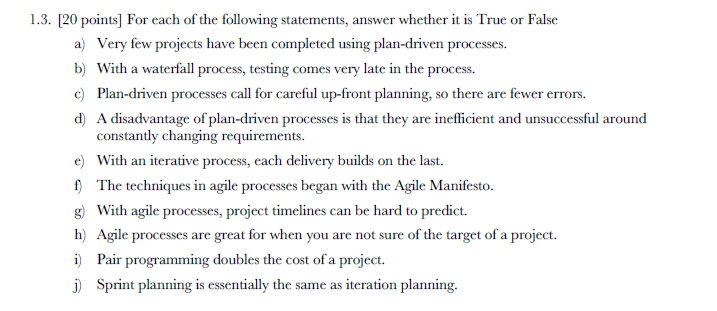 1.3. [20 points] For each of the following statements, answer whether it is True or False
a) Very few projects have been completed using plan-driven processes.
b) With a waterfall process, testing comes very late in the process.
c) Plan-driven processes call for careful up-front planning, so there are fewer errors.
d) A disadvantage of plan-driven processes is that they are inefficient and unsuccessful around
constantly changing requirements.
e) With an iterative process, each delivery builds on the last.
f) The techniques in agile processes began with the Agile Manifesto.
g) With agile processes, project timelines can be hard to predict.
h) Agile processes are great for when you are not sure of the target of a project.
i) Pair programming doubles the cost of a project.
j) Sprint planning is essentially the same as iteration planning.